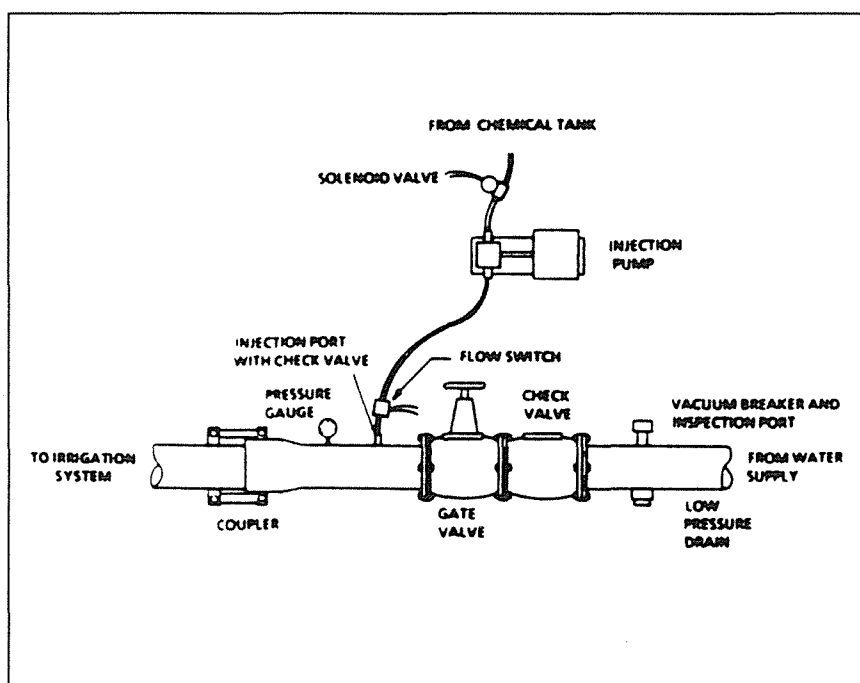 FROM CHEMICAL TANK
SOLENOID VALVE
INJECTION
PUMP
INJECTION PORT
WITH CHECK VALVE
FLOW SWITCH
PRESSURE
GAUGE
CHECK
VALVE
VACUUM BREAKER AND
INSPECTION PORT
TO IRRIGATION
SYSTEM
FROM WATER
SUPPLY
COUPLER
GATE
VALVE
LOW
PRESSURE
DRAIN